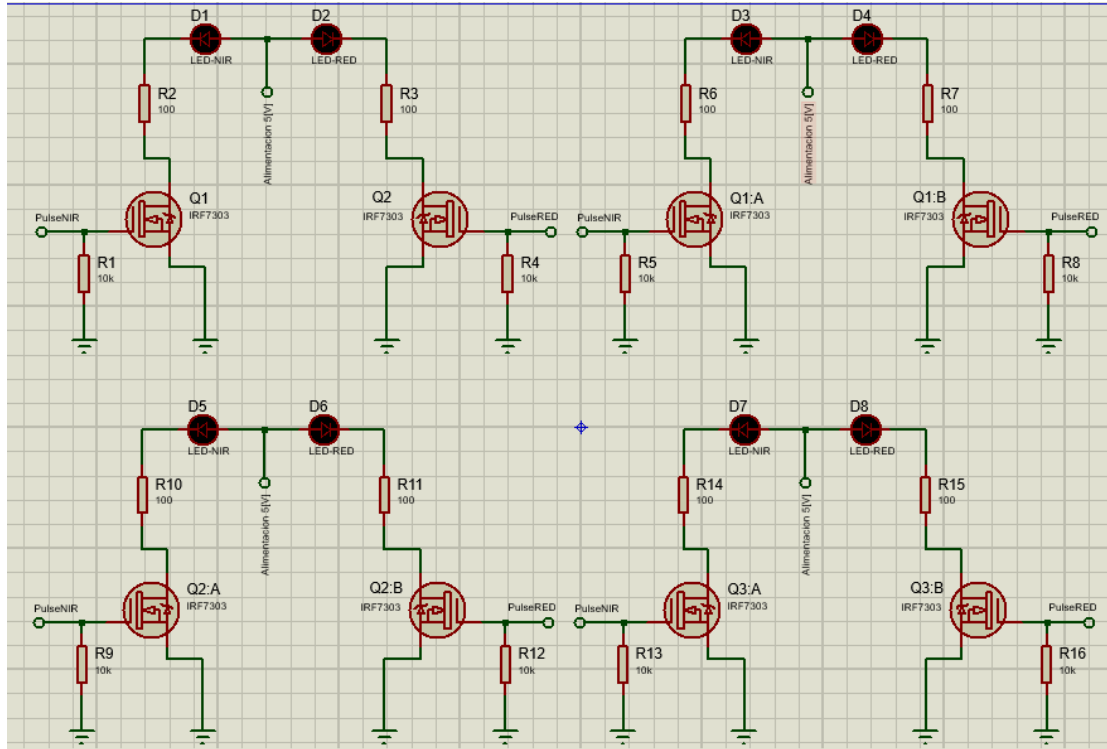 D1
LED-NIR
D2
LED-RED
R2
100
R3
100
Alimentacion 5[V]
Q1
IRF7303
Q2
IRF7303
PulseNIR
PulseRED
R1
10k
R4
10k
D3
LED-NIR
D4
LED-RED
R6
100
R7
100
Alimentacion 5[V]
Q1:A
IRF7303
Q1:B
IRF7303
PulseNIR
PulseRED
R5
10k
R8
10k
D5
LED-NIR
D6
LED-RED
R10
100
R11
100
Alimentacion 5[V]
Q2:A
IRF7303
Q2:B
IRF7303
PulseNIR
PulseRED
R9
10k
R12
10k
D7
LED-NIR
D8
LED-RED
R14
100
R15
100
Alimentacion 5[V]
Q3:A
IRF7303
Q3:B
IRF7303
PulseNIR
PulseRED
R13
10k
R16
10k